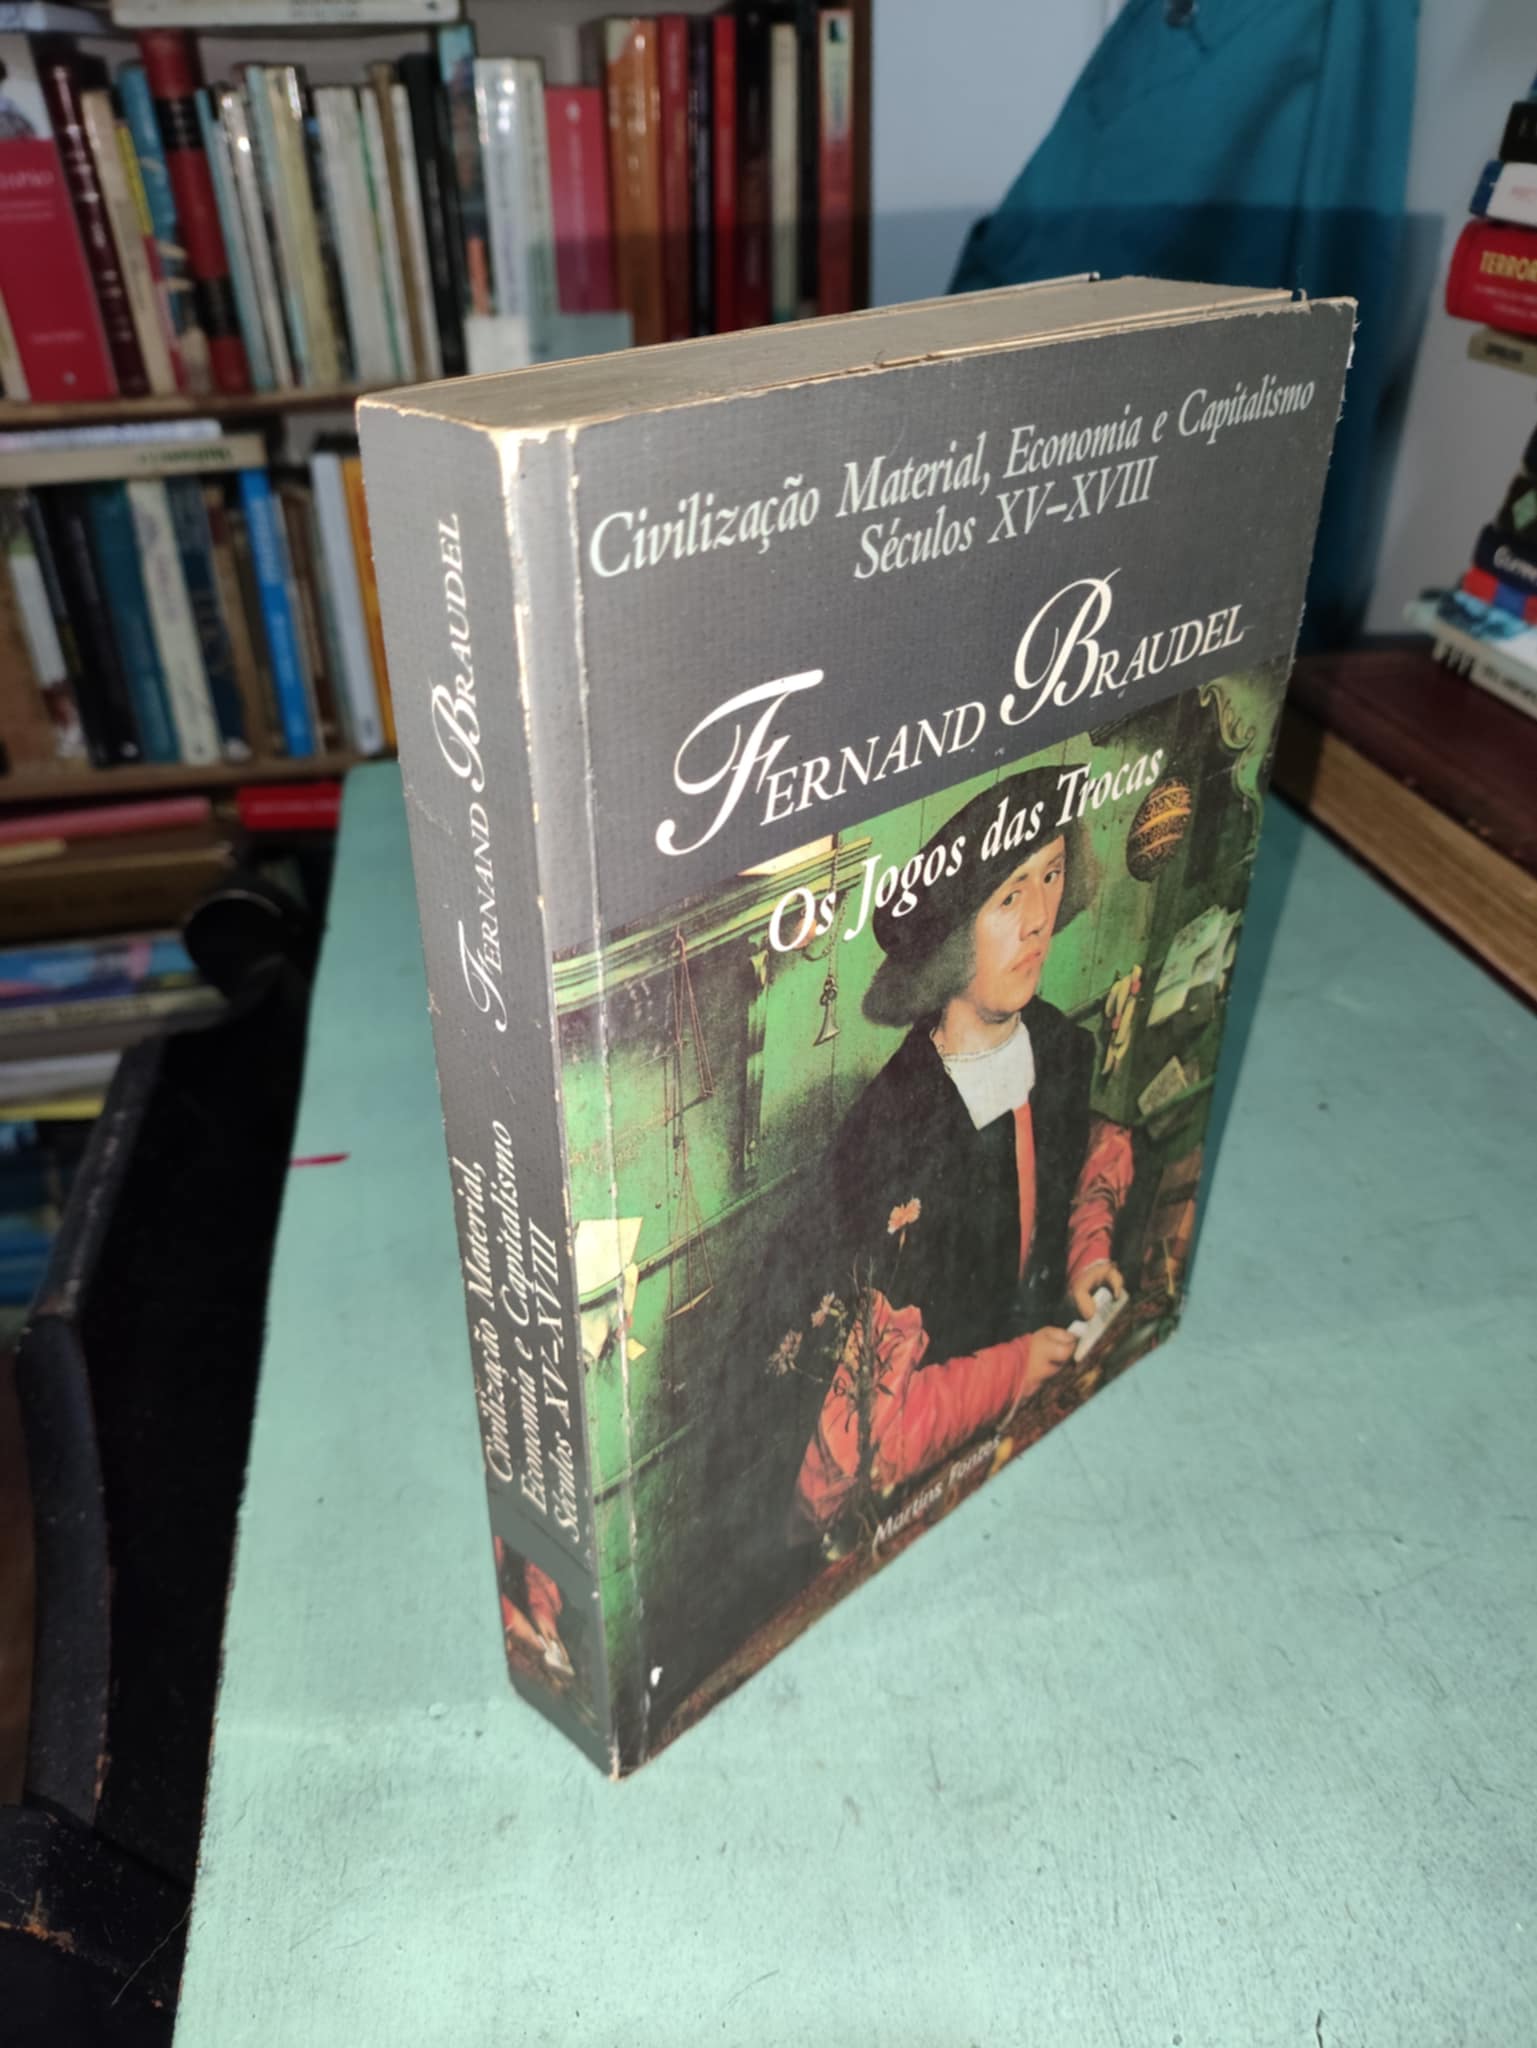 Civilização Material, Economia e Capitalismo
Séculos XV–XVIII
FERNAND BRAUDEL
Os Jogos das Trocas
Martins Fontes
FERNAND BRAUDEL
Civilização Material,
Economia e Capitalismo
Séculos XV–XVIII
TERROR